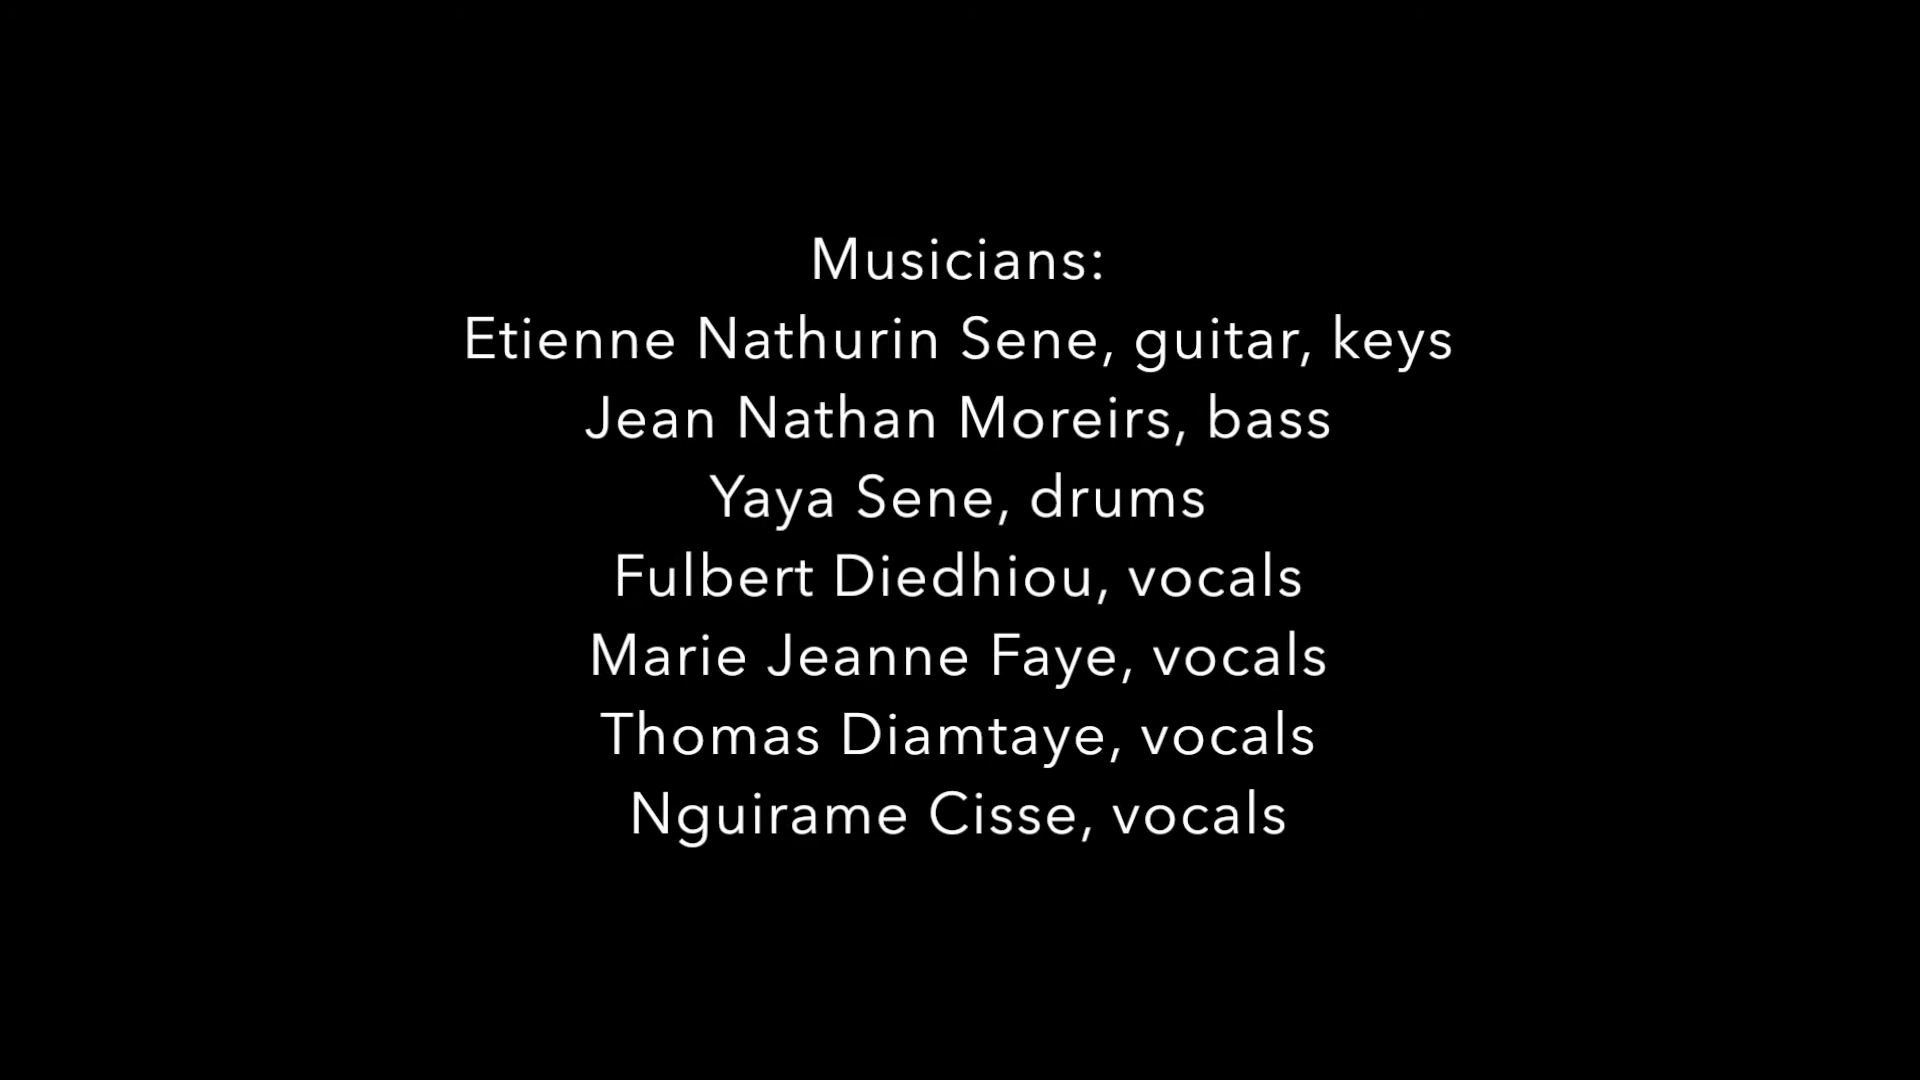 Musicians:
Etienne Nathurin Sene, guitar, keys
Jean Nathan Moreirs, bass
Yaya Sene, drums
Fulbert Diedhiou, vocals
Marie Jeanne Faye, vocals
Thomas Diamtaye, vocals
Nguirame Cisse, vocals